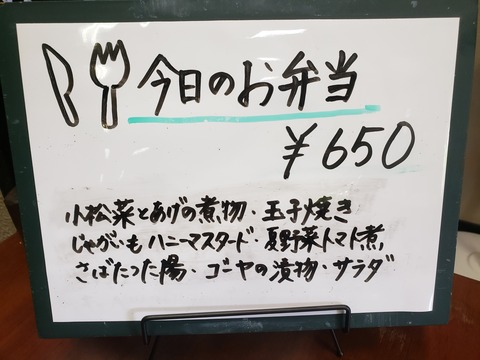 今日のお弁当
¥650
小松菜とあげの煮物・玉子焼き
じゃがいもハニーマスタード・夏野菜トマト煮
さばたつた陽・ゴーヤの漬物・サラダ